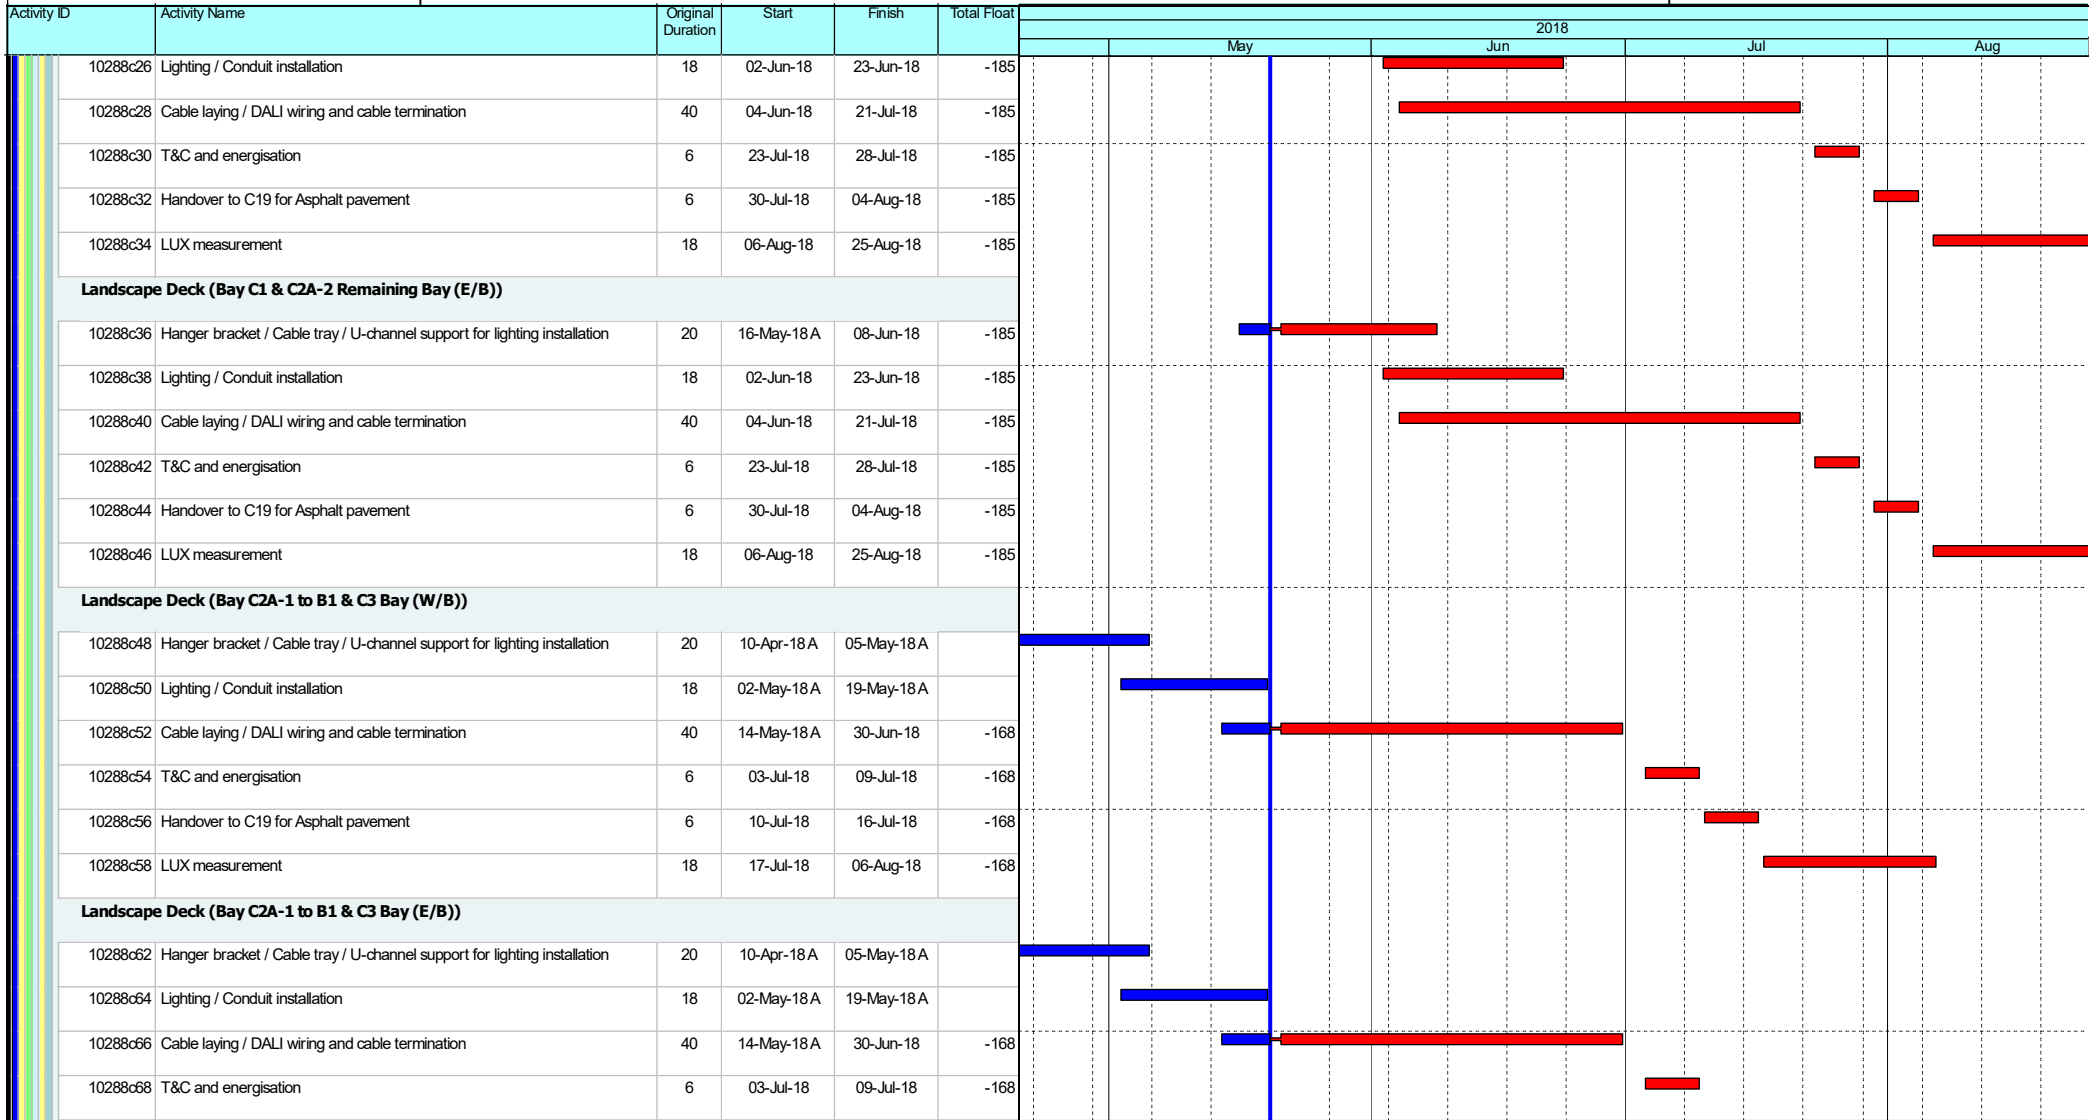 Activity ID Activity Name Original Duration Start Finish Total Float
2018
May Jun Jul Aug
10288c26 Lighting / Conduit installation 18 02-Jun-18 23-Jun-18 -185
10288c28 Cable laying / DALI wiring and cable termination 40 04-Jun-18 21-Jul-18 -185
10288c30 T&C and energisation 6 23-Jul-18 28-Jul-18 -185
10288c32 Handover to C19 for Asphalt pavement 6 30-Jul-18 04-Aug-18 -185
10288c34 LUX measurement 18 06-Aug-18 25-Aug-18 -185
Landscape Deck (Bay C1 & C2A-2 Remaining Bay (E/B))
10288c36 Hanger bracket / Cable tray / U-channel support for lighting installation 20 16-May-18 A 08-Jun-18 -185
10288c38 Lighting / Conduit installation 18 02-Jun-18 23-Jun-18 -185
10288c40 Cable laying / DALI wiring and cable termination 40 04-Jun-18 21-Jul-18 -185
10288c42 T&C and energisation 6 23-Jul-18 28-Jul-18 -185
10288c44 Handover to C19 for Asphalt pavement 6 30-Jul-18 04-Aug-18 -185
10288c46 LUX measurement 18 06-Aug-18 25-Aug-18 -185
Landscape Deck (Bay C2A-1 to B1 & C3 Bay (W/B))
10288c48 Hanger bracket / Cable tray / U-channel support for lighting installation 20 10-Apr-18 A 05-May-18 A
10288c50 Lighting / Conduit installation 18 02-May-18 A 19-May-18 A
10288c52 Cable laying / DALI wiring and cable termination 40 14-May-18 A 30-Jun-18 -168
10288c54 T&C and energisation 6 03-Jul-18 09-Jul-18 -168
10288c56 Handover to C19 for Asphalt pavement 6 10-Jul-18 16-Jul-18 -168
10288c58 LUX measurement 18 17-Jul-18 06-Aug-18 -168
Landscape Deck (Bay C2A-1 to B1 & C3 Bay (E/B))
10288c62 Hanger bracket / Cable tray / U-channel support for lighting installation 20 10-Apr-18 A 05-May-18 A
10288c64 Lighting / Conduit installation 18 02-May-18 A 19-May-18 A
10288c66 Cable laying / DALI wiring and cable termination 40 14-May-18 A 30-Jun-18 -168
10288c68 T&C and energisation 6 03-Jul-18 09-Jul-18 -168